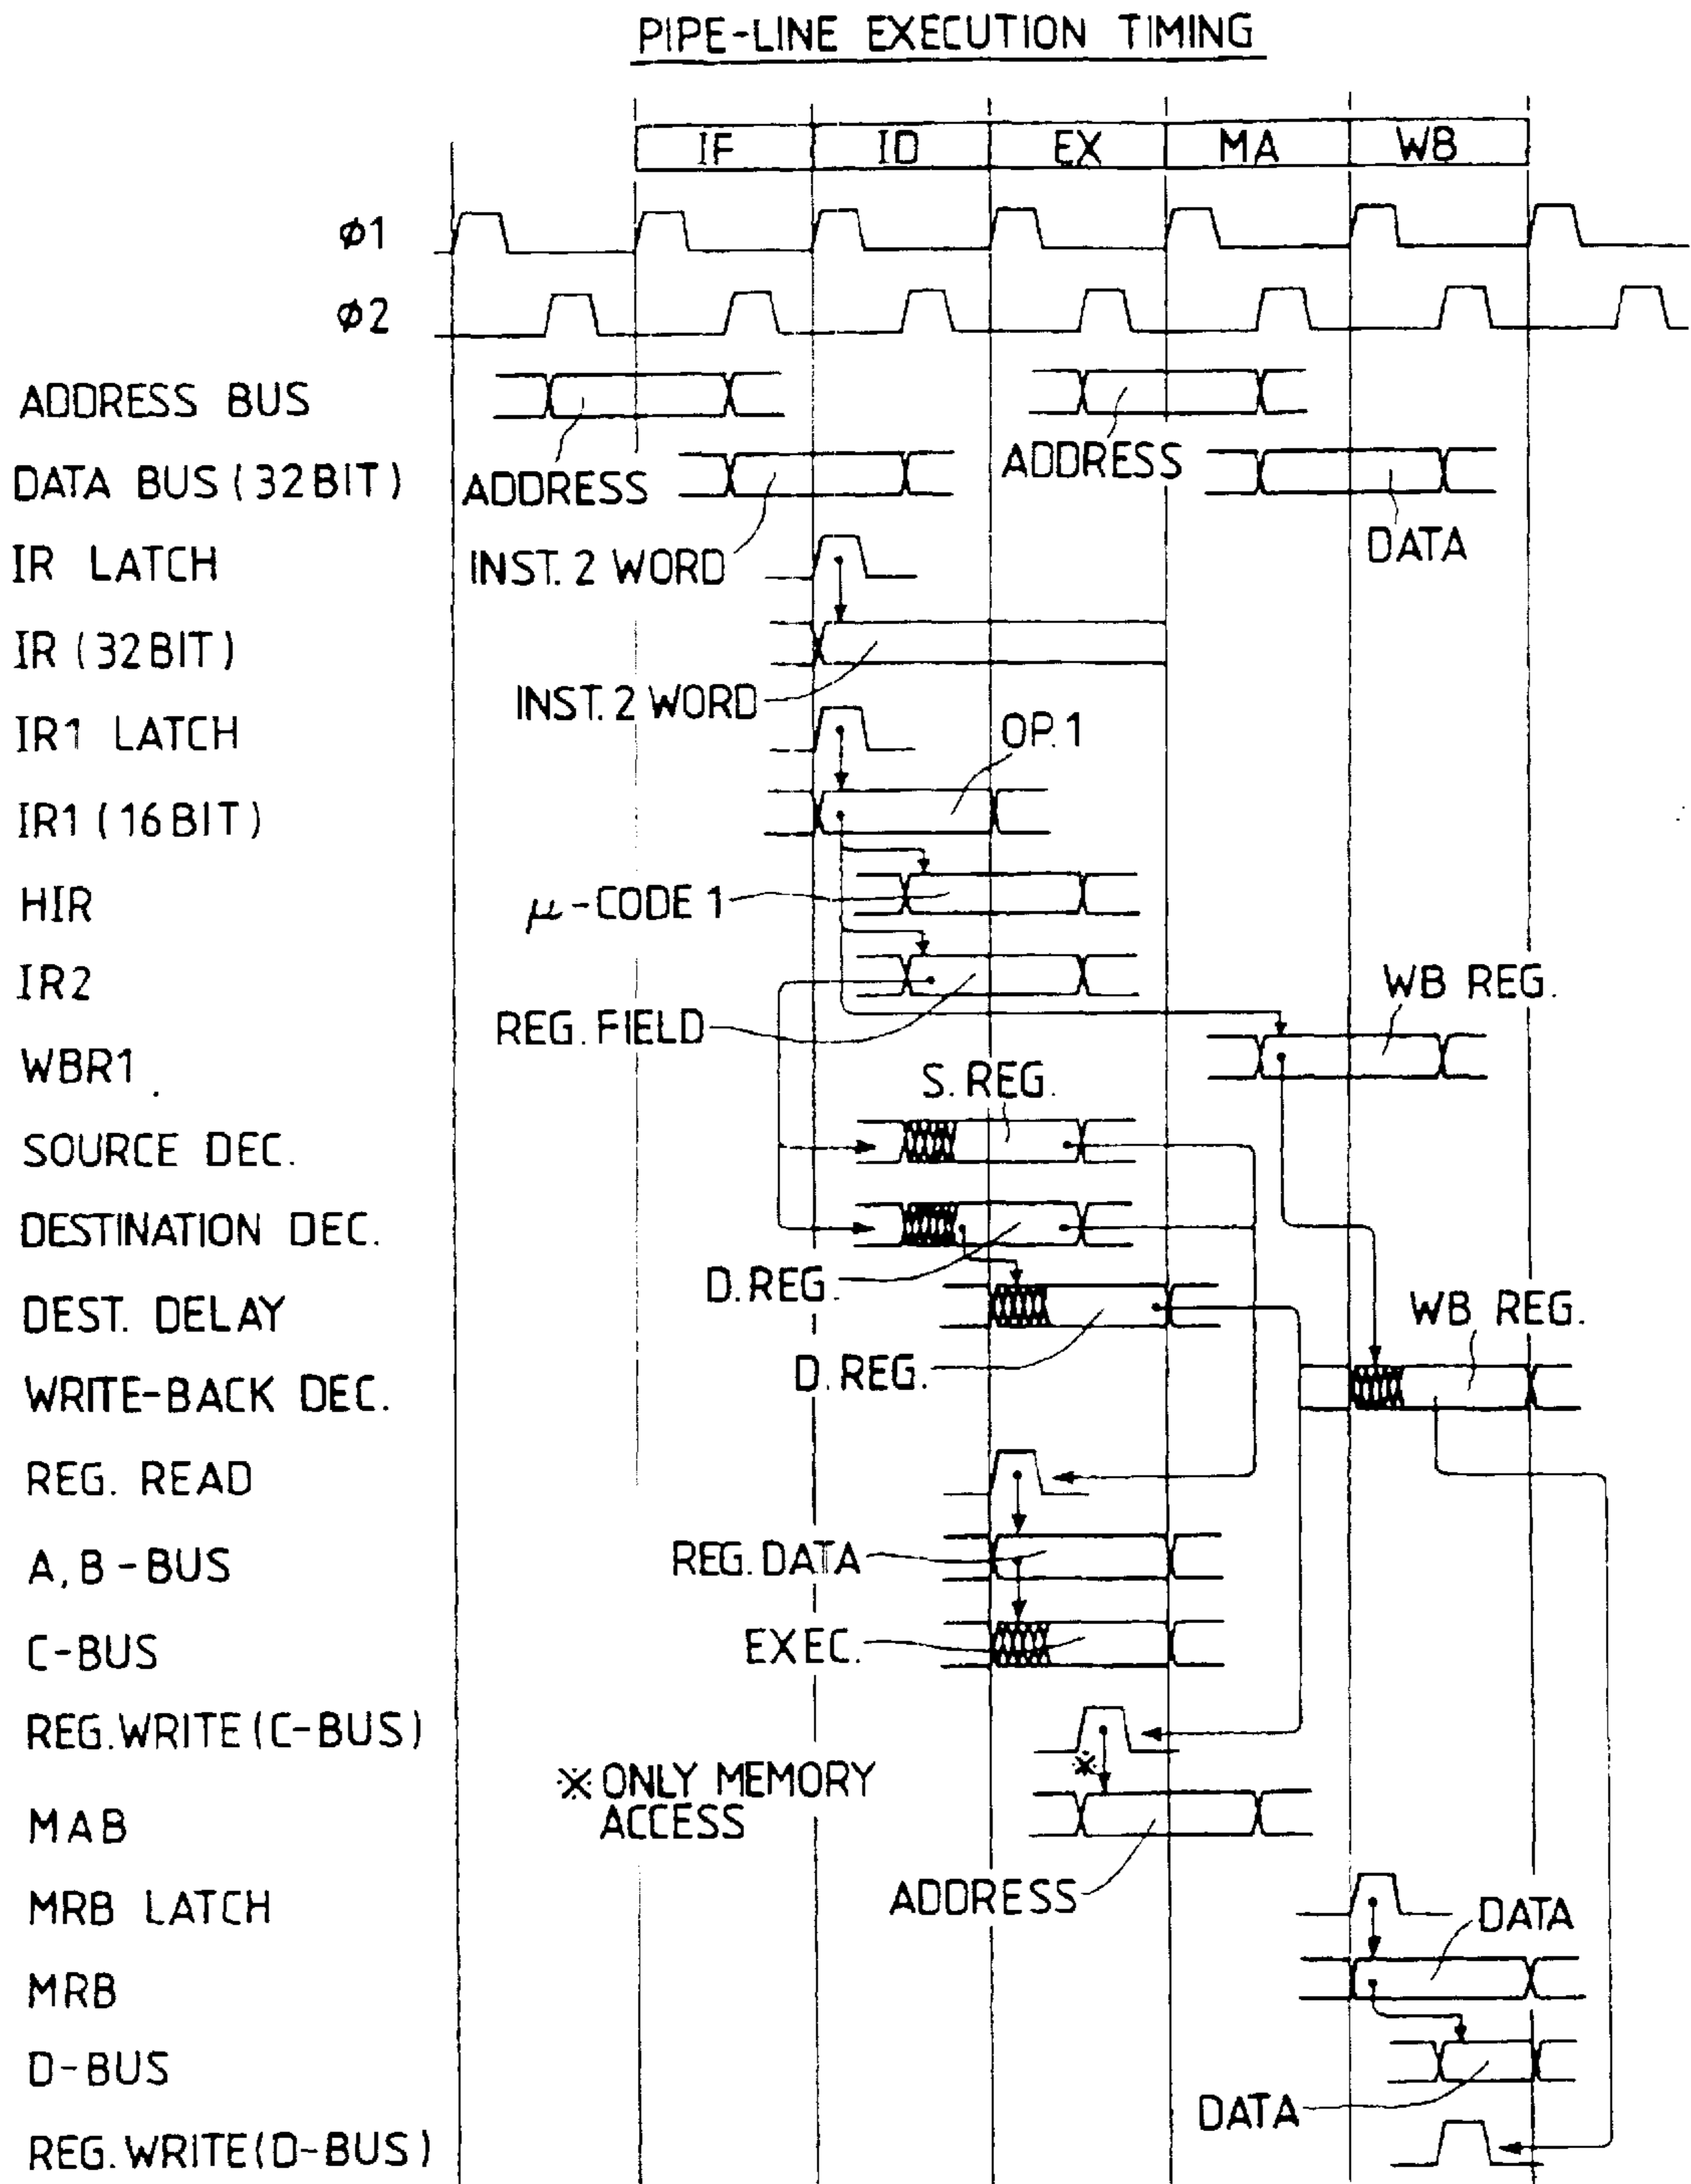 PIPE-LINE EXECUTION TIMING
IF ID EX MA WB
ø1
ø2
ADDRESS BUS
ADDRESS
ADDRESS
DATA BUS (32BIT)
INST. 2 WORD
DATA
IR LATCH
IR (32BIT)
INST. 2 WORD
IR1 LATCH
OP.1
IR1 (16BIT)
HIR
μ-CODE 1
IR2
REG. FIELD
WB REG.
WBR1
S. REG.
SOURCE DEC.
DESTINATION DEC.
D.REG.
DEST. DELAY
D.REG.
WB REG.
WRITE-BACK DEC.
REG. READ
A, B-BUS
REG. DATA
C-BUS
EXEC.
REG.WRITE(C-BUS)
※
※ONLY MEMORY
ACCESS
MAB
ADDRESS
MRB LATCH
DATA
MRB
D-BUS
DATA
REG.WRITE(D-BUS)